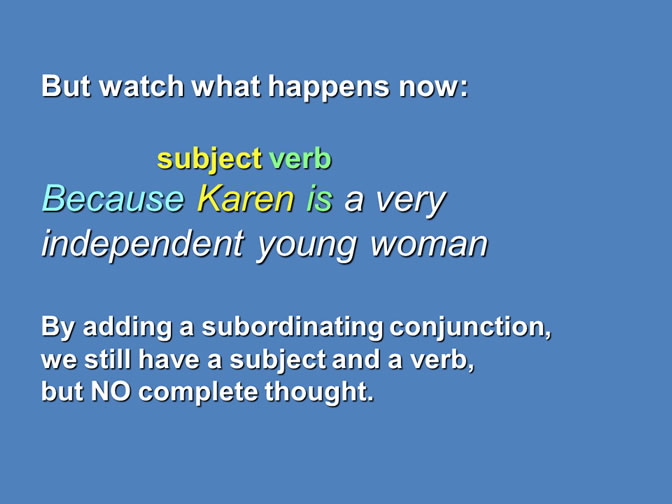 But watch what happens now:
subject verb
Because Karen is a very
independent young woman
By adding a subordinating conjunction,
we still have a subject and a verb,
but NO complete thought.